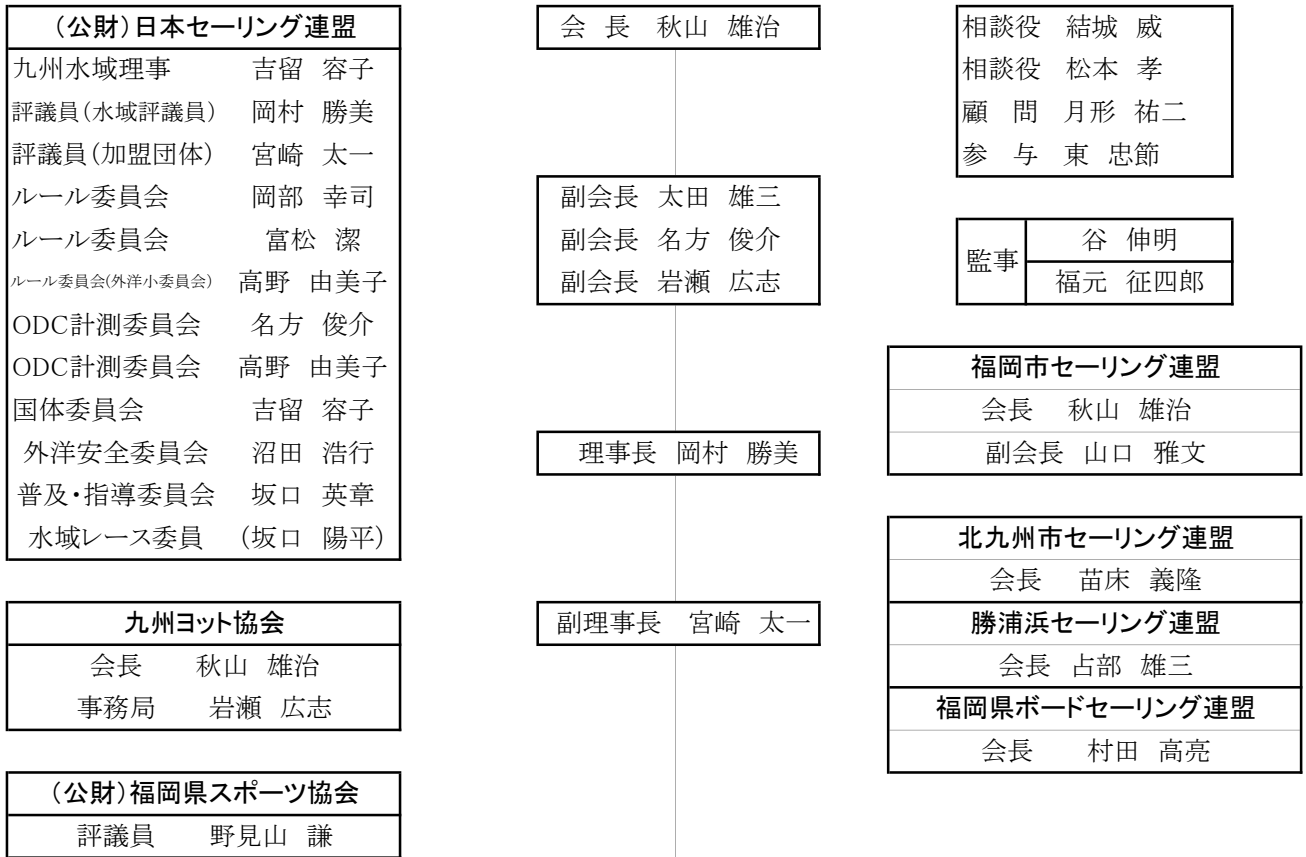 （公財）日本セーリング連盟
九州水域理事 吉留 容子
評議員（水域評議員） 岡村 勝美
評議員（加盟団体） 宮崎 太一
ルール委員会 岡部 幸司
ルール委員会 富松 潔
ルール委員会(外洋小委員会) 高野 由美子
ODC計測委員会 名方 俊介
ODC計測委員会 高野 由美子
国体委員会 吉留 容子
外洋安全委員会 沼田 浩行
普及・指導委員会 坂口 英章
水域レース委員 （坂口 陽平）
九州ヨット協会
会長 秋山 雄治
事務局 岩瀬 広志
（公財）福岡県スポーツ協会
評議員 野見山 謙
会 長 秋山 雄治
副会長 太田 雄三
副会長 名方 俊介
副会長 岩瀬 広志
理事長 岡村 勝美
副理事長 宮崎 太一
相談役 結城 威
相談役 松本 孝
顧 問 月形 祐二
参 与 東 忠節
監事
谷 伸明
福元 征四郎
福岡市セーリング連盟
会長 秋山 雄治
副会長 山口 雅文
北九州市セーリング連盟
会長 苗床 義隆
勝浦浜セーリング連盟
会長 占部 雄三
福岡県ボードセーリング連盟
会長 村田 高亮